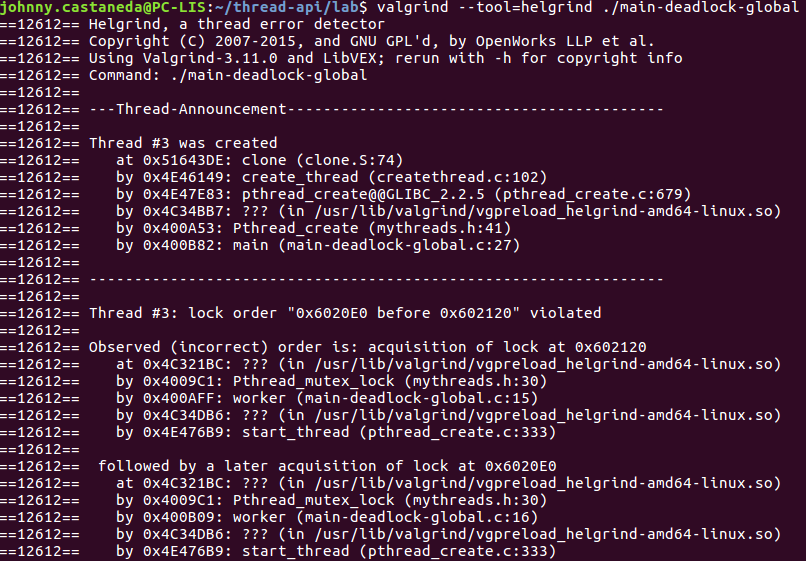 johnny.castaneda@PC-LIS:~/thread-api/lab$ valgrind --tool=helgrind ./main-deadlock-global
==12612== Helgrind, a thread error detector
==12612== Copyright (C) 2007-2015, and GNU GPL'd, by OpenWorks LLP et al.
==12612== Using Valgrind-3.11.0 and LibVEX; rerun with -h for copyright info
==12612== Command: ./main-deadlock-global
==12612==
==12612== ---Thread-Announcement------------------------------------------
==12612==
==12612== Thread #3 was created
==12612==    at 0x51643DE: clone (clone.S:74)
==12612==    by 0x4E46149: create_thread (createthread.c:102)
==12612==    by 0x4E47E83: pthread_create@@GLIBC_2.2.5 (pthread_create.c:679)
==12612==    by 0x4C34BB7: ??? (in /usr/lib/valgrind/vgpreload_helgrind-amd64-linux.so)
==12612==    by 0x400A53: Pthread_create (mythreads.h:41)
==12612==    by 0x400B82: main (main-deadlock-global.c:27)
==12612==
==12612== ----------------------------------------------------------------
==12612==
==12612== Thread #3: lock order "0x6020E0 before 0x602120" violated
==12612==
==12612== Observed (incorrect) order is: acquisition of lock at 0x602120
==12612==    at 0x4C321BC: ??? (in /usr/lib/valgrind/vgpreload_helgrind-amd64-linux.so)
==12612==    by 0x4009C1: Pthread_mutex_lock (mythreads.h:30)
==12612==    by 0x400AFF: worker (main-deadlock-global.c:15)
==12612==    by 0x4C34DB6: ??? (in /usr/lib/valgrind/vgpreload_helgrind-amd64-linux.so)
==12612==    by 0x4E476B9: start_thread (pthread_create.c:333)
==12612==
==12612==  followed by a later acquisition of lock at 0x6020E0
==12612==    at 0x4C321BC: ??? (in /usr/lib/valgrind/vgpreload_helgrind-amd64-linux.so)
==12612==    by 0x4009C1: Pthread_mutex_lock (mythreads.h:30)
==12612==    by 0x400B09: worker (main-deadlock-global.c:16)
==12612==    by 0x4C34DB6: ??? (in /usr/lib/valgrind/vgpreload_helgrind-amd64-linux.so)
==12612==    by 0x4E476B9: start_thread (pthread_create.c:333)